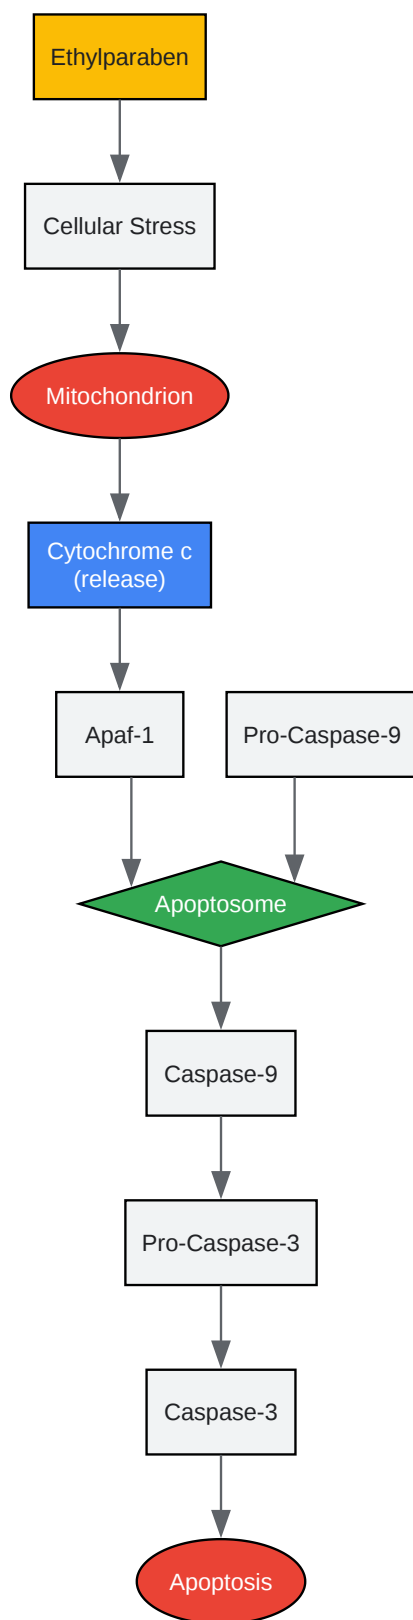 Ethylparaben
Cellular Stress
Mitochondrion
Cytochrome c
(release)
Apaf-1
Pro-Caspase-9
Apoptosome
Caspase-9
Pro-Caspase-3
Caspase-3
Apoptosis